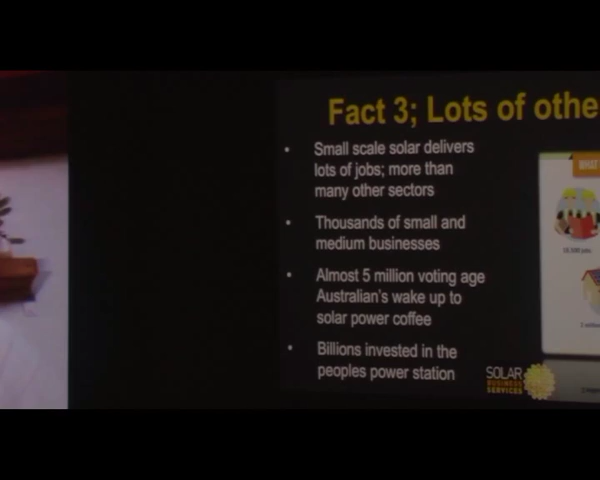 Fact 3; Lots of othe
• Small scale solar delivers
lots of jobs; more than
many other sectors
• Thousands of small and
medium businesses
• Almost 5 million voting age
Australian's wake up to
solar power coffee
• Billions invested in the
peoples power station
SOLAR
BUSINESS
SERVICES
WHAT